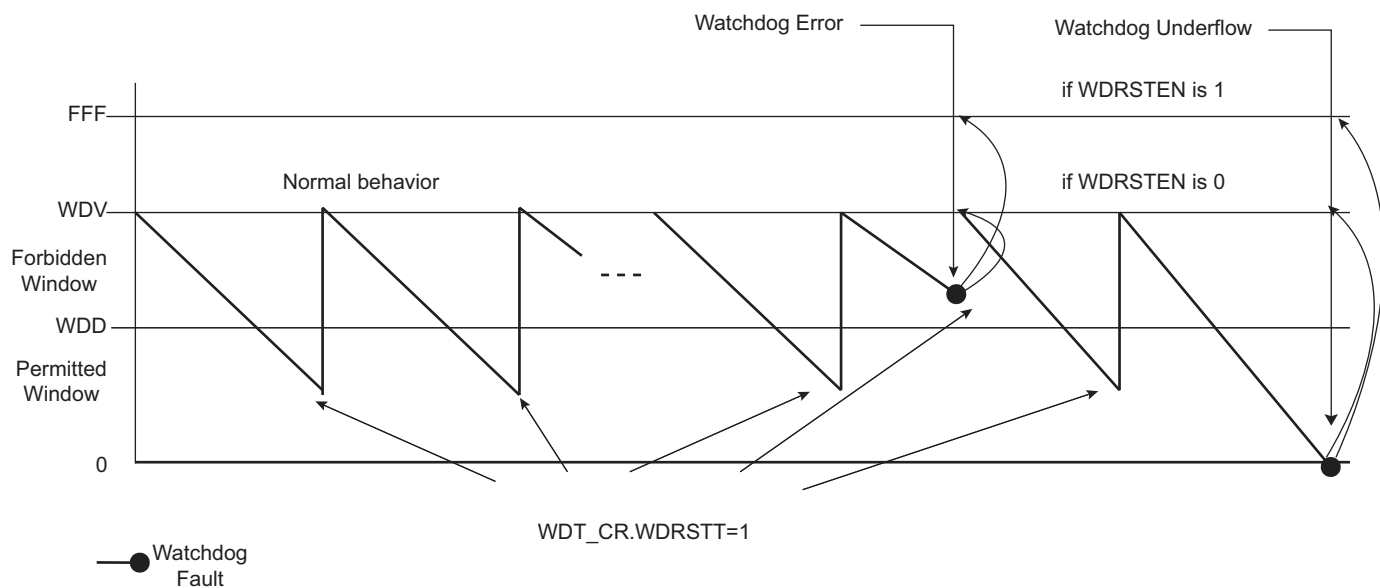 Watchdog Error
Watchdog Underflow
if WDRSTEN is 1
FFF
Normal behavior
if WDRSTEN is 0
WDV
Forbidden
Window
WDD
Permitted
Window
0
WDT_CR.WDRSTT=1
Watchdog
Fault